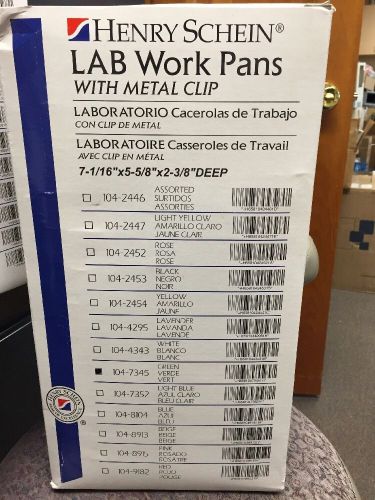 HENRY SCHEIN®
LAB Work Pans
WITH METAL CLIP
LABORATORIO Cacerolas de Trabajo
CON CLIP DE METAL
LABORATOIRE Casseroles de Travail
AVEC CLIP EN MÉTAL
7-1/16"x5-5/8"x2-3/8"DEEP
104-2446 ASSORTED
SURTIDOS
ASSORTIES
104-2447 LIGHT YELLOW
AMARILLO CLARO
JAUNE CLAIR
104-2452 ROSE
ROSA
ROSE
104-2453 BLACK
NEGRO
NOIR
104-2454 YELLOW
AMARILLO
JAUNE
104-4295 LAVENDER
LAVANDA
LAVENDE
104-4343 WHITE
BLANCO
BLANC
104-7345 GREEN
VERDE
VERT
104-7352 LIGHT BLUE
AZUL CLARO
BLEU CLAIR
104-8104 BLUE
AZUL
BLEU
104-8913 BEIGE
BEIGE
BEIGE
104-8915 PINK
ROSADO
ROSATRE
104-9182 RED
ROJO
ROUGE